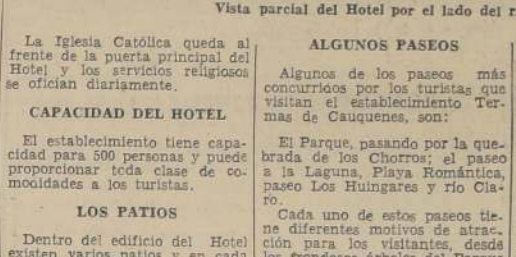 Vista parcial del Hotel por el lado del r
La Iglesia Católica queda al
frente de la puerta principal del
Hotel y los servicios religiosos
se ofician diariamente.
CAPACIDAD DEL HOTEL
El establecimiento tiene capa-
cidad para 500 personas y puede
proporcionar toda clase de co-
modidades a los turistas.
LOS PATIOS
Dentro del edificio del Hotel
existen varios patios y en cada
ALGUNOS PASEOS
Algunos de los paseos más
concurridos por los turistas que
visitan el establecimiento Ter-
mas de Cauquenes, son:
El Parque, pasando por la que-
brada de los Chorros; el paseo
a la Laguna, Playa Romántica,
paseo Los Huingares y río Cla-
ro.
Cada uno de estos paseos tie-
ne diferentes motivos de atrac-
ción para los visitantes, desde
los frondosos árboles del Parque